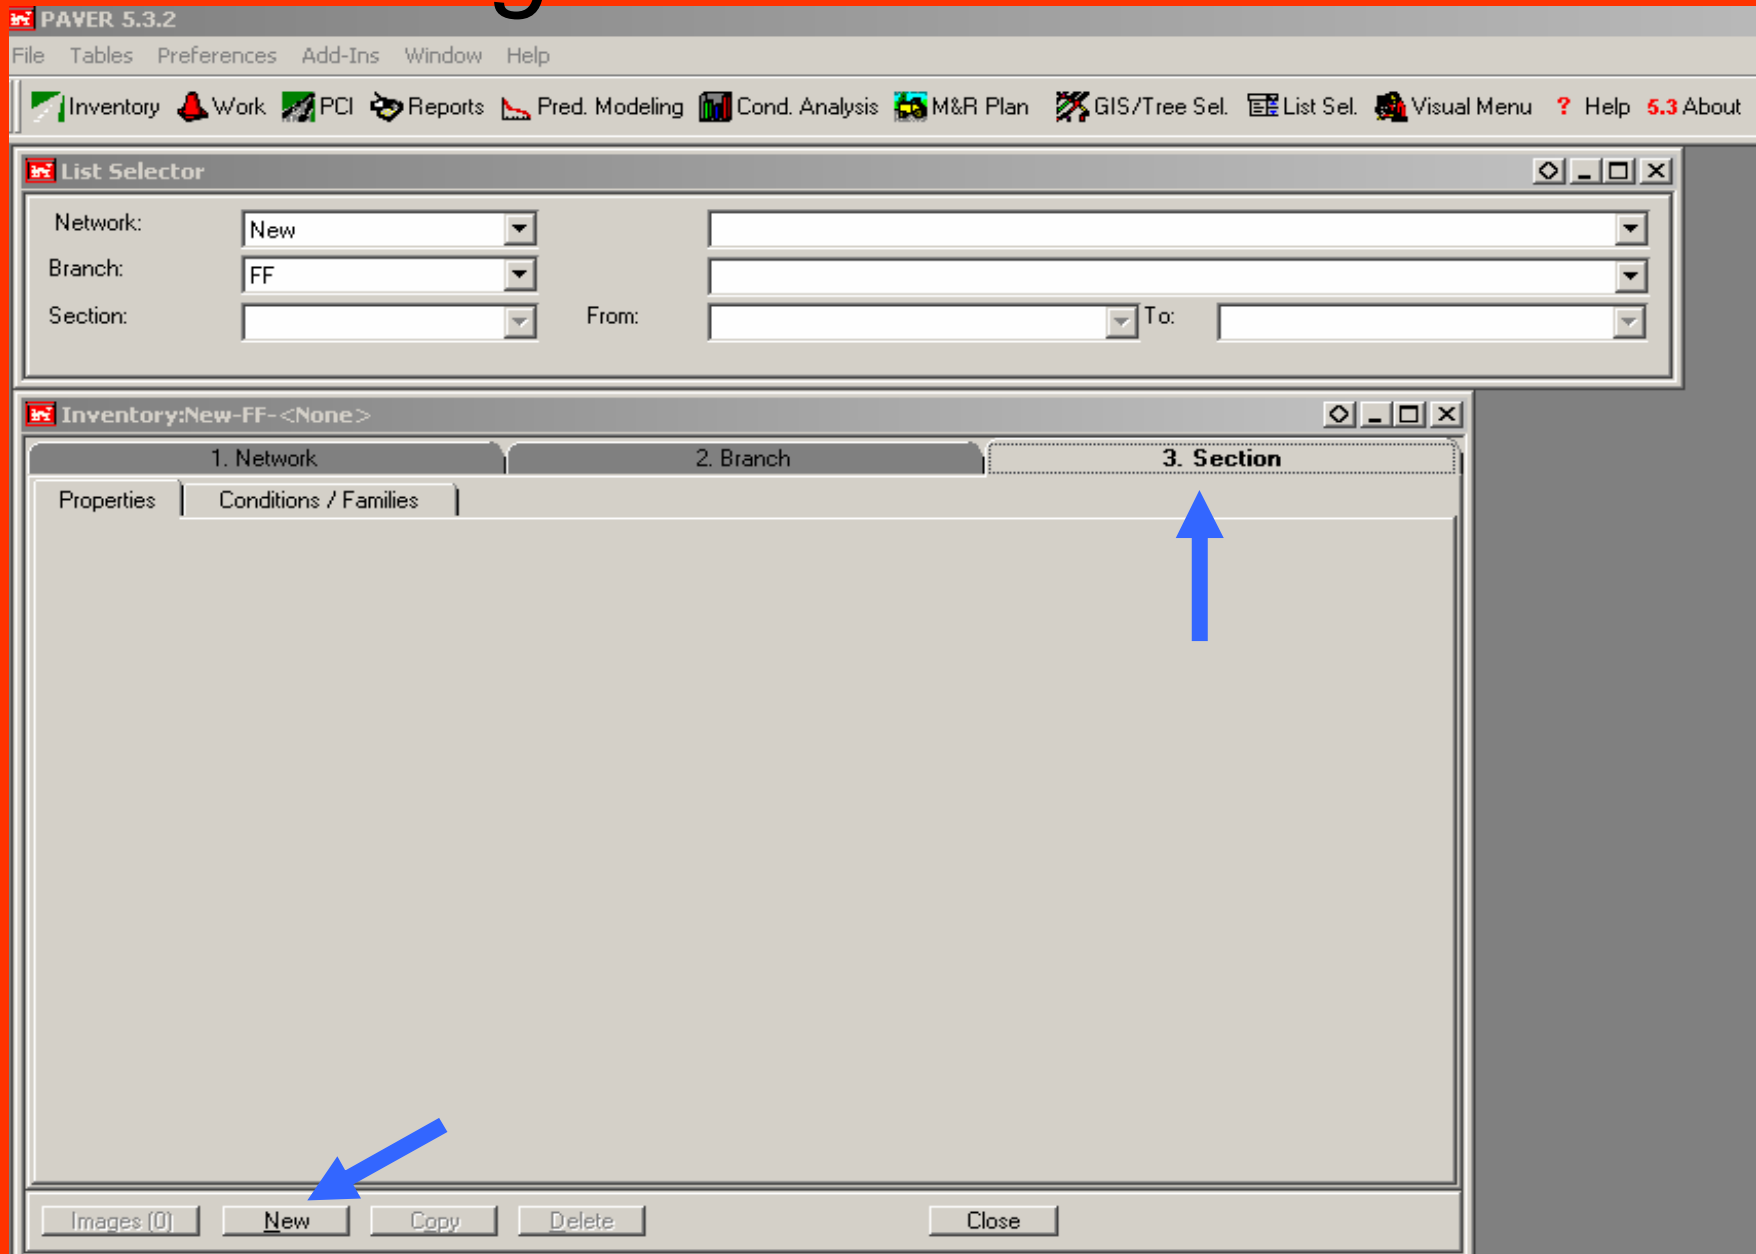 PAVER 5.3.2
File Tables Preferences Add-Ins Window Help
Inventory Work PCI Reports Pred. Modeling Cond. Analysis M&R Plan GIS/Tree Sel. List Sel. Visual Menu ? Help 5.3 About
List Selector
Network: New
Branch: FF
Section: From: To:
Inventory:New-FF-<None>
1. Network 2. Branch 3. Section
Properties Conditions / Families
Images (0) New Copy Delete Close